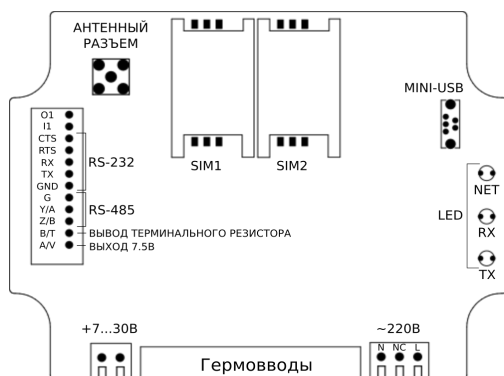 АНТЕННЫЙ
РАЗЪЕМ
MINI-USB
O1
I1
CTS
RTS
RX
TX
GND
G
Y/A
Z/B
B/T
A/V
RS-232
RS-485
ВЫВОД ТЕРМИНАЛЬНОГО РЕЗИСТОРА
ВЫХОД 7.5В
SIM1
SIM2
LED
NET
RX
TX
+7...30В
~220В
N NC L
Гермовводы